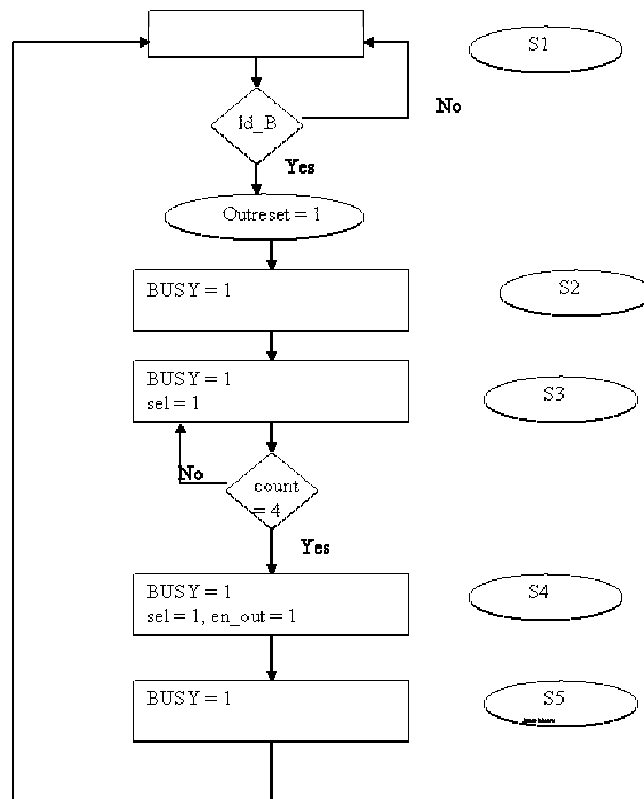 S1
ld_B
No
Yes
Outreset = 1
BUSY = 1
S2
BUSY = 1
sel = 1
S3
No
count
= 4
Yes
BUSY = 1
sel = 1, en_out = 1
S4
BUSY = 1
S5